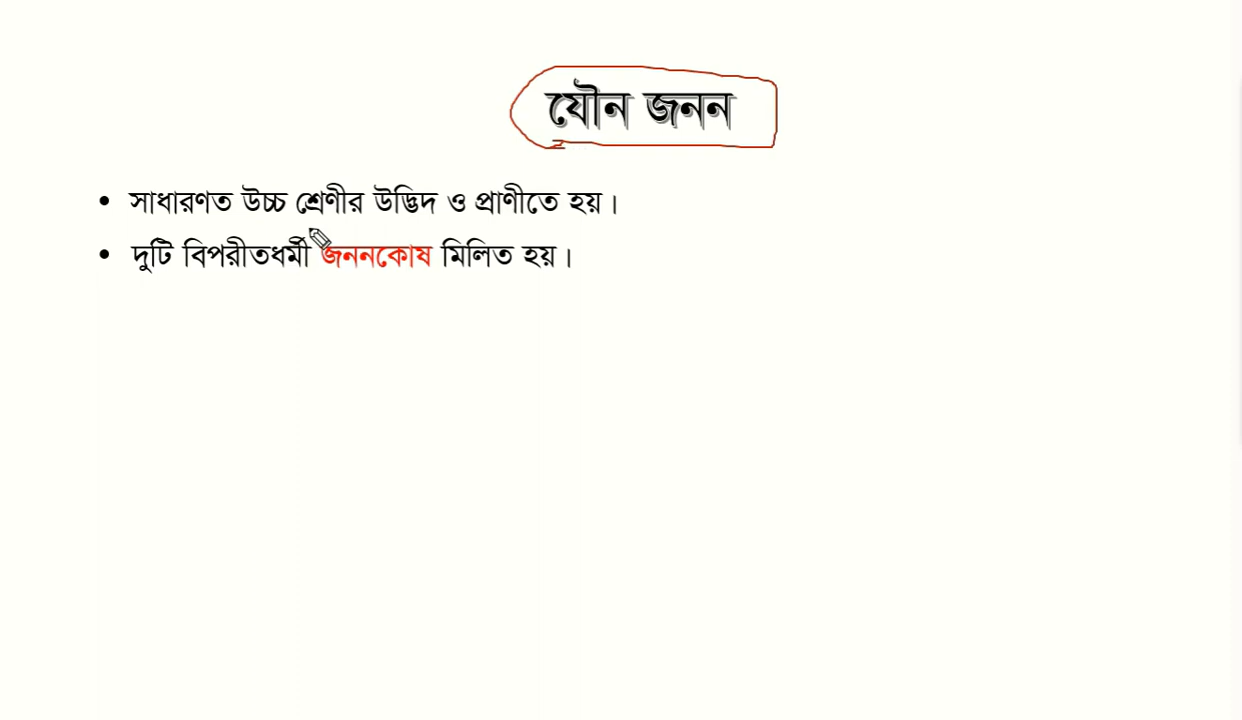 যৌন জনন
• সাধারণত উচ্চ শ্রেণীর উদ্ভিদ ও প্রাণীতে হয়।
• দুটি বিপরীতধর্মী জননকোষ মিলিত হয়।